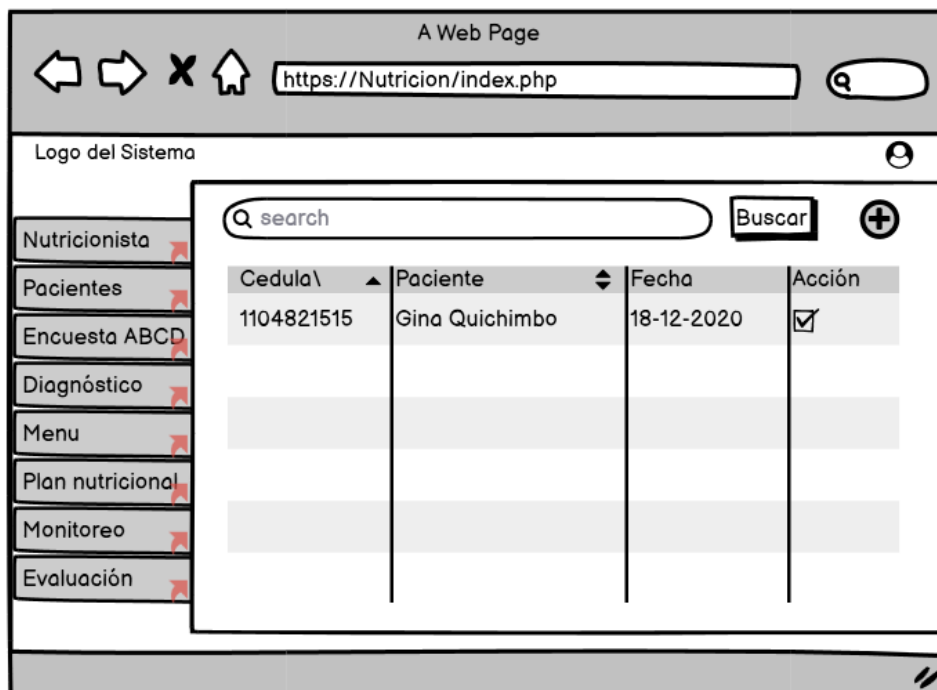 A Web Page
https://Nutricion/index.php
Logo del Sistema
search
Buscar
Nutricionista
Pacientes
Encuesta ABCD
Diagnóstico
Menu
Plan nutricional
Monitoreo
Evaluación
Cedula\ Paciente Fecha Acción
1104821515 Gina Quichimbo 18-12-2020